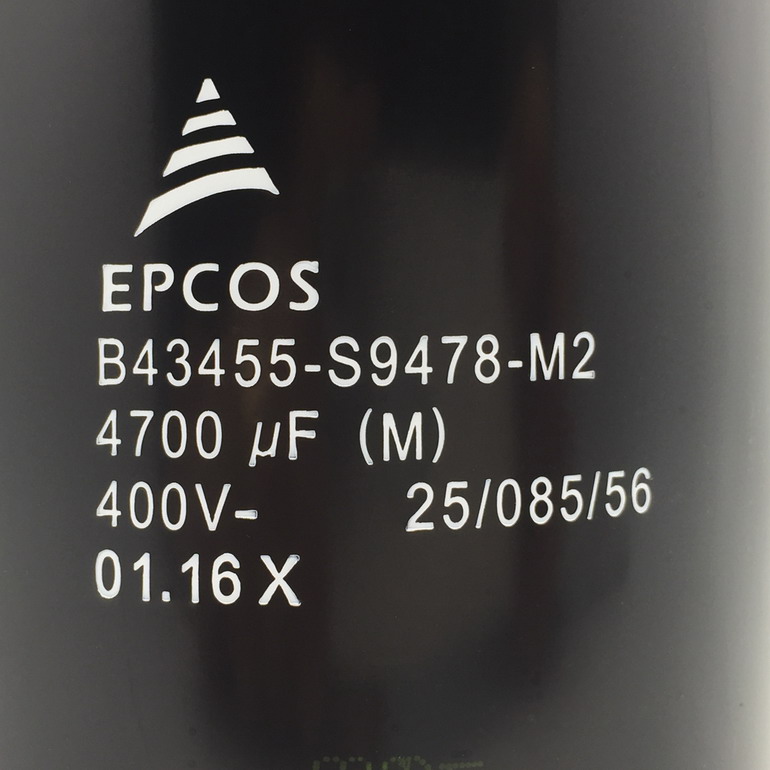 EPCOS
B43455-S9478-M2
4700 µF (M)
400V- 25/085/56
01.16 X